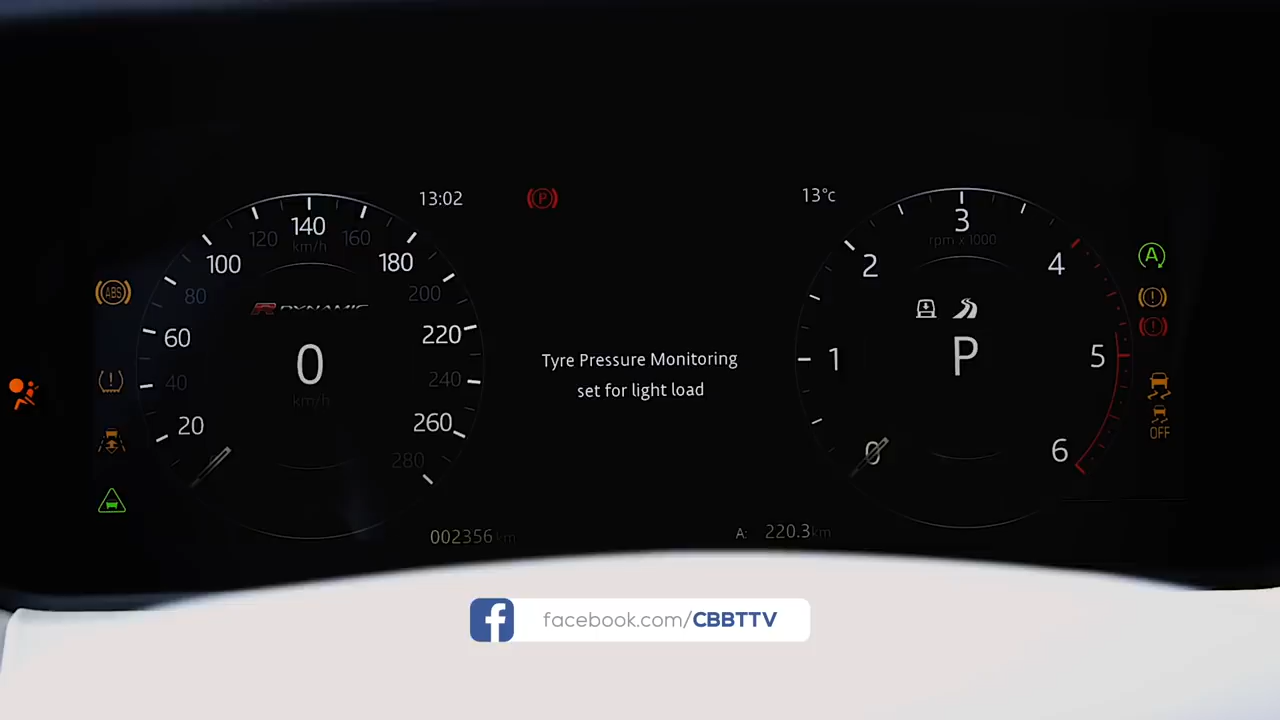 13:02
P
13°c
140
120
160
km/h
100
180
80
200
60
220
40
240
20
260
280
ABS
R-DYNAMIC
0
km/h
Tyre Pressure Monitoring
set for light load
3
rpm x 1000
2
4
1
5
0
6
P
A
OFF
002356 km
A: 220.3 km
facebook.com/CBBTTV